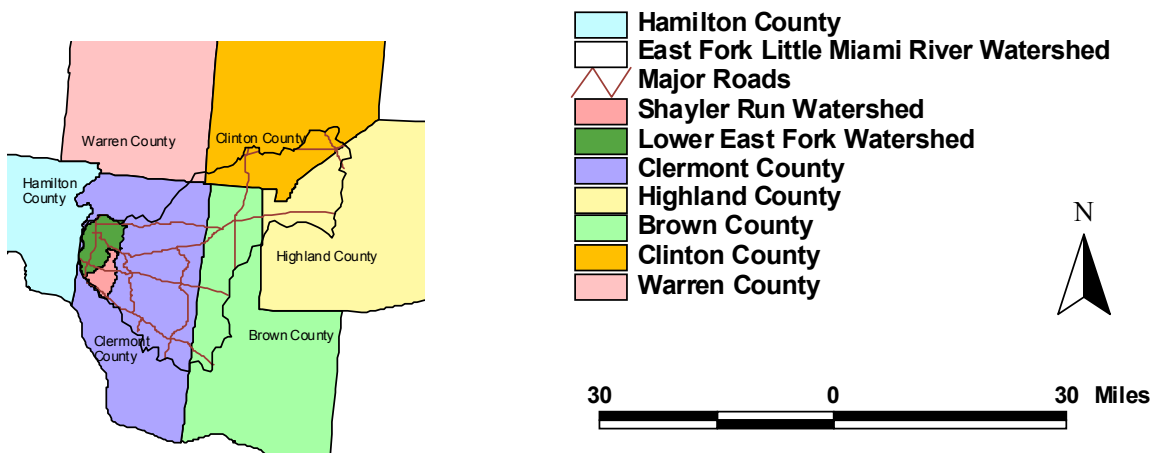 Warren County
Clinton County
Hamilton
County
Highland County
Clermont
County
Brown County
Hamilton County
East Fork Little Miami River Watershed
Major Roads
Shayler Run Watershed
Lower East Fork Watershed
Clermont County
Highland County
Brown County
Clinton County
Warren County
N
30 0 30 Miles